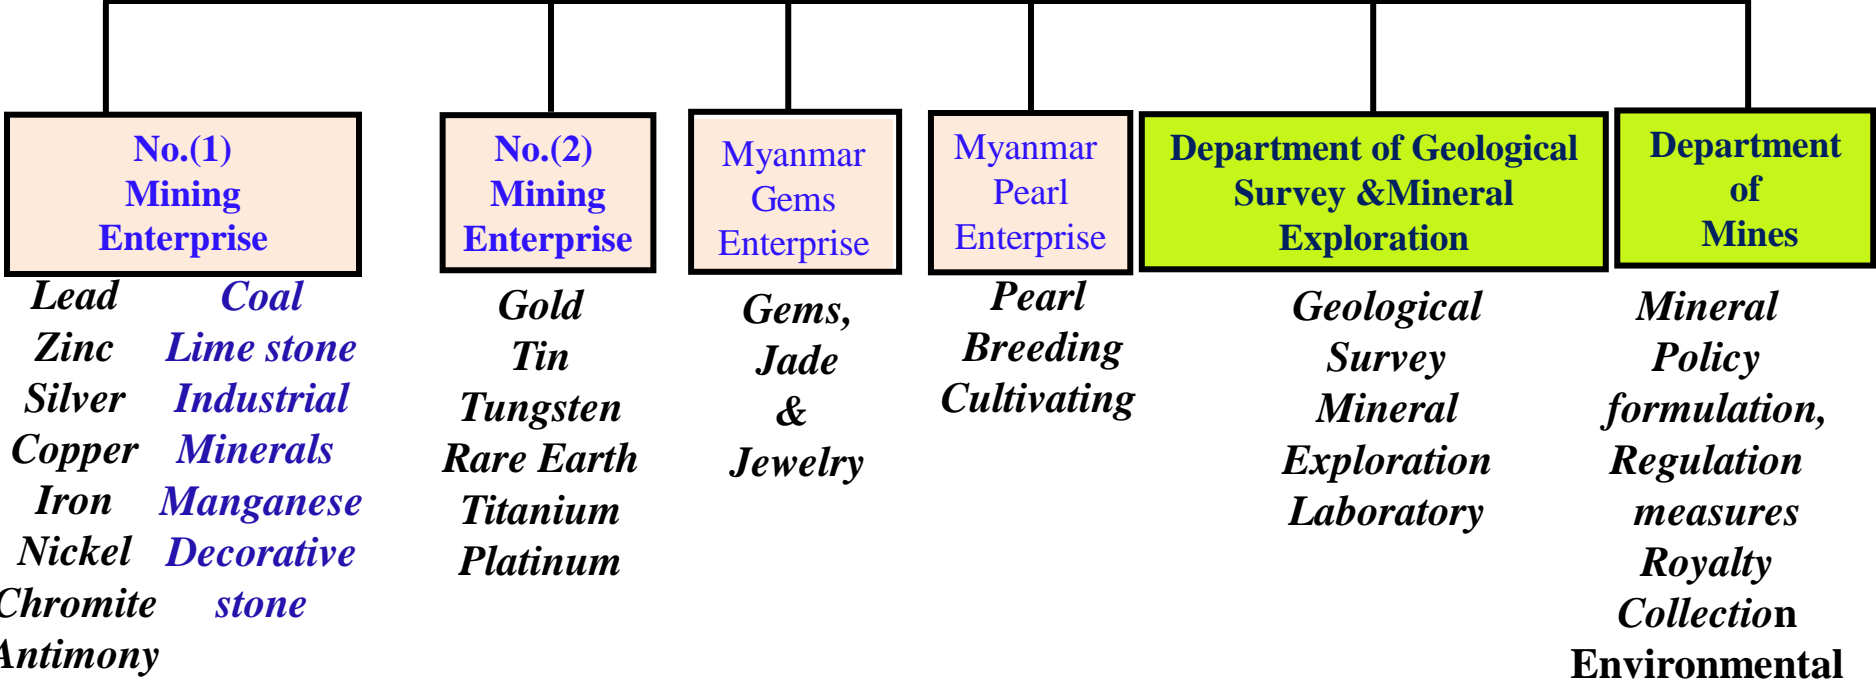 No.(1)
Mining
Enterprise
No.(2)
Mining
Enterprise
Myanmar
Gems
Enterprise
Myanmar
Pearl
Enterprise
Department of Geological
Survey &Mineral
Exploration
Department
of
Mines
Lead
Zinc
Silver
Copper
Iron
Nickel
Chromite
Antimony
Coal
Lime stone
Industrial
Minerals
Manganese
Decorative
stone
Gold
Tin
Tungsten
Rare Earth
Titanium
Platinum
Gems,
Jade
&
Jewelry
Pearl
Breeding
Cultivating
Geological
Survey
Mineral
Exploration
Laboratory
Mineral
Policy
formulation,
Regulation
measures
Royalty
Collection
Environmental